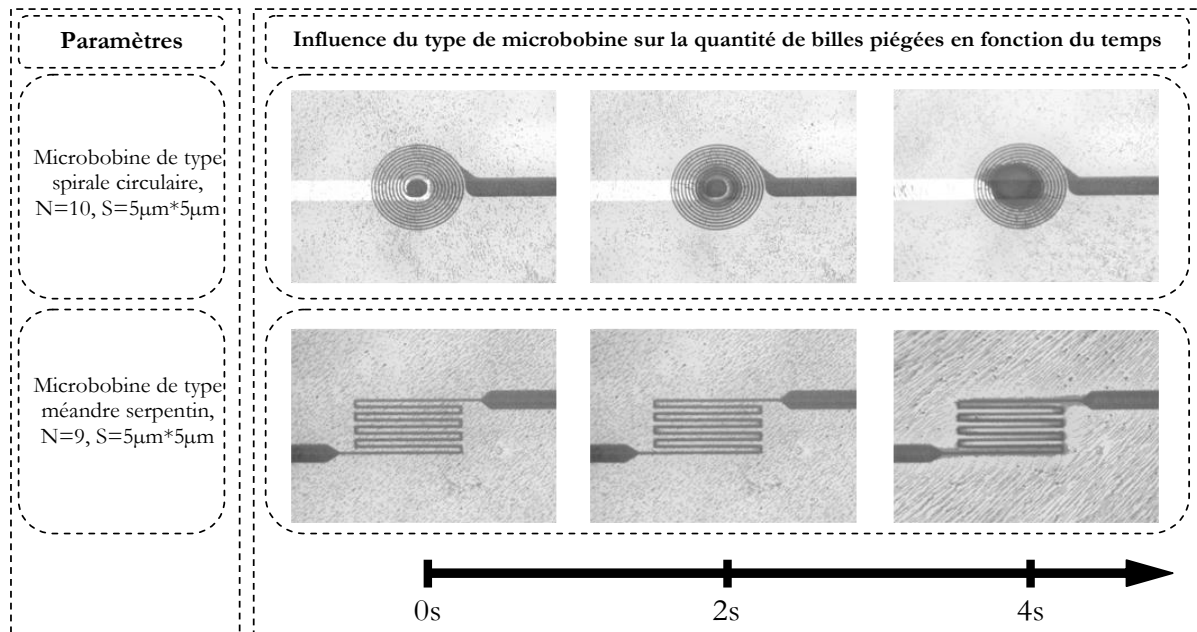 Paramètres
Influence du type de microbobine sur la quantité de billes piégées en fonction du temps
Microbobine de type
spirale circulaire,
N=10, S=5µm*5µm
Microbobine de type
méandre serpentin,
N=9, S=5µm*5µm
0s
2s
4s